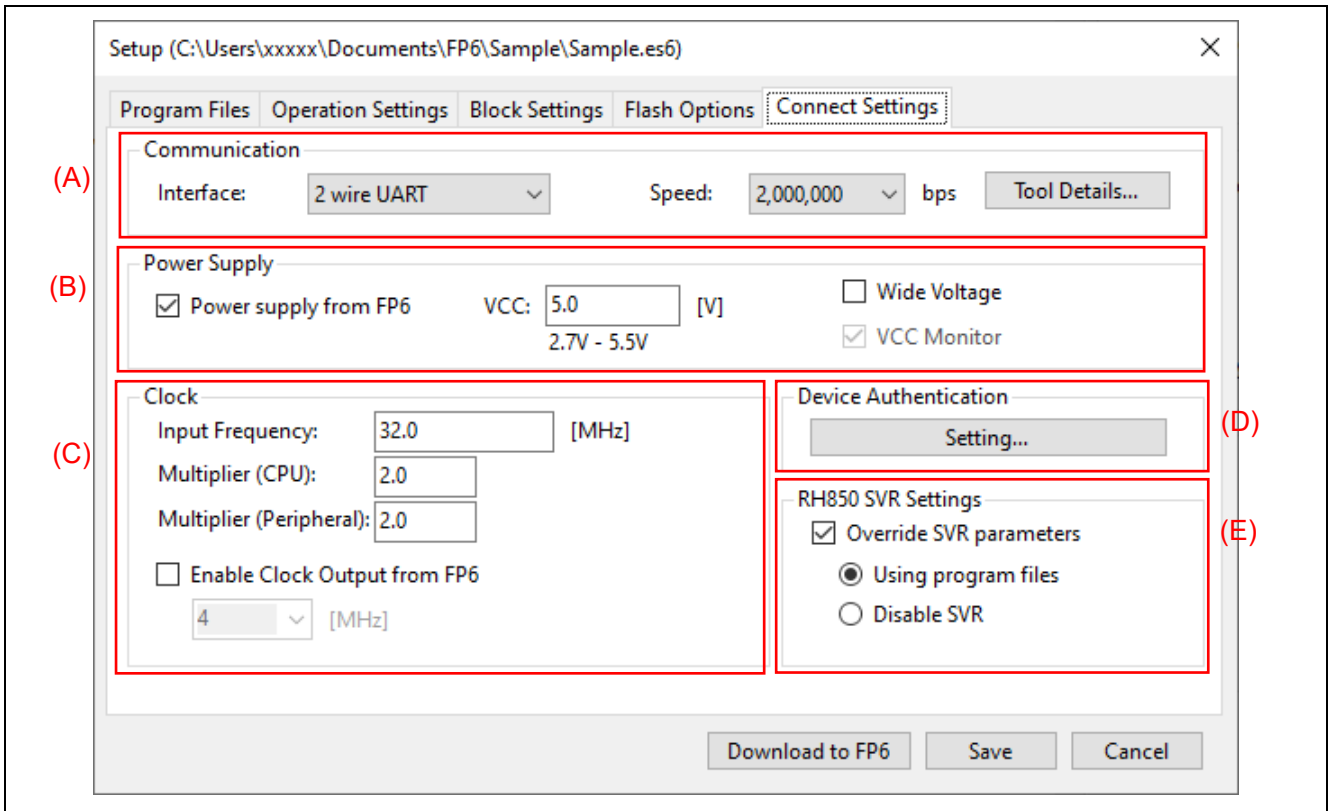 Setup (C:\Users\xxxxx\Documents\FP6\Sample\Sample.es6)
Program Files Operation Settings Block Settings Flash Options Connect Settings
(A)
Communication
Interface: 2 wire UART Speed: 2,000,000 bps Tool Details...
(B)
Power Supply
Power supply from FP6 VCC: 5.0 [V]
2.7V - 5.5V
Wide Voltage
VCC Monitor
(C)
Clock
Input Frequency: 32.0 [MHz]
Multiplier (CPU): 2.0
Multiplier (Peripheral): 2.0
Enable Clock Output from FP6
4 [MHz]
Device Authentication
(D)
Setting...
RH850 SVR Settings
(E)
Override SVR parameters
Using program files
Disable SVR
Download to FP6 Save Cancel